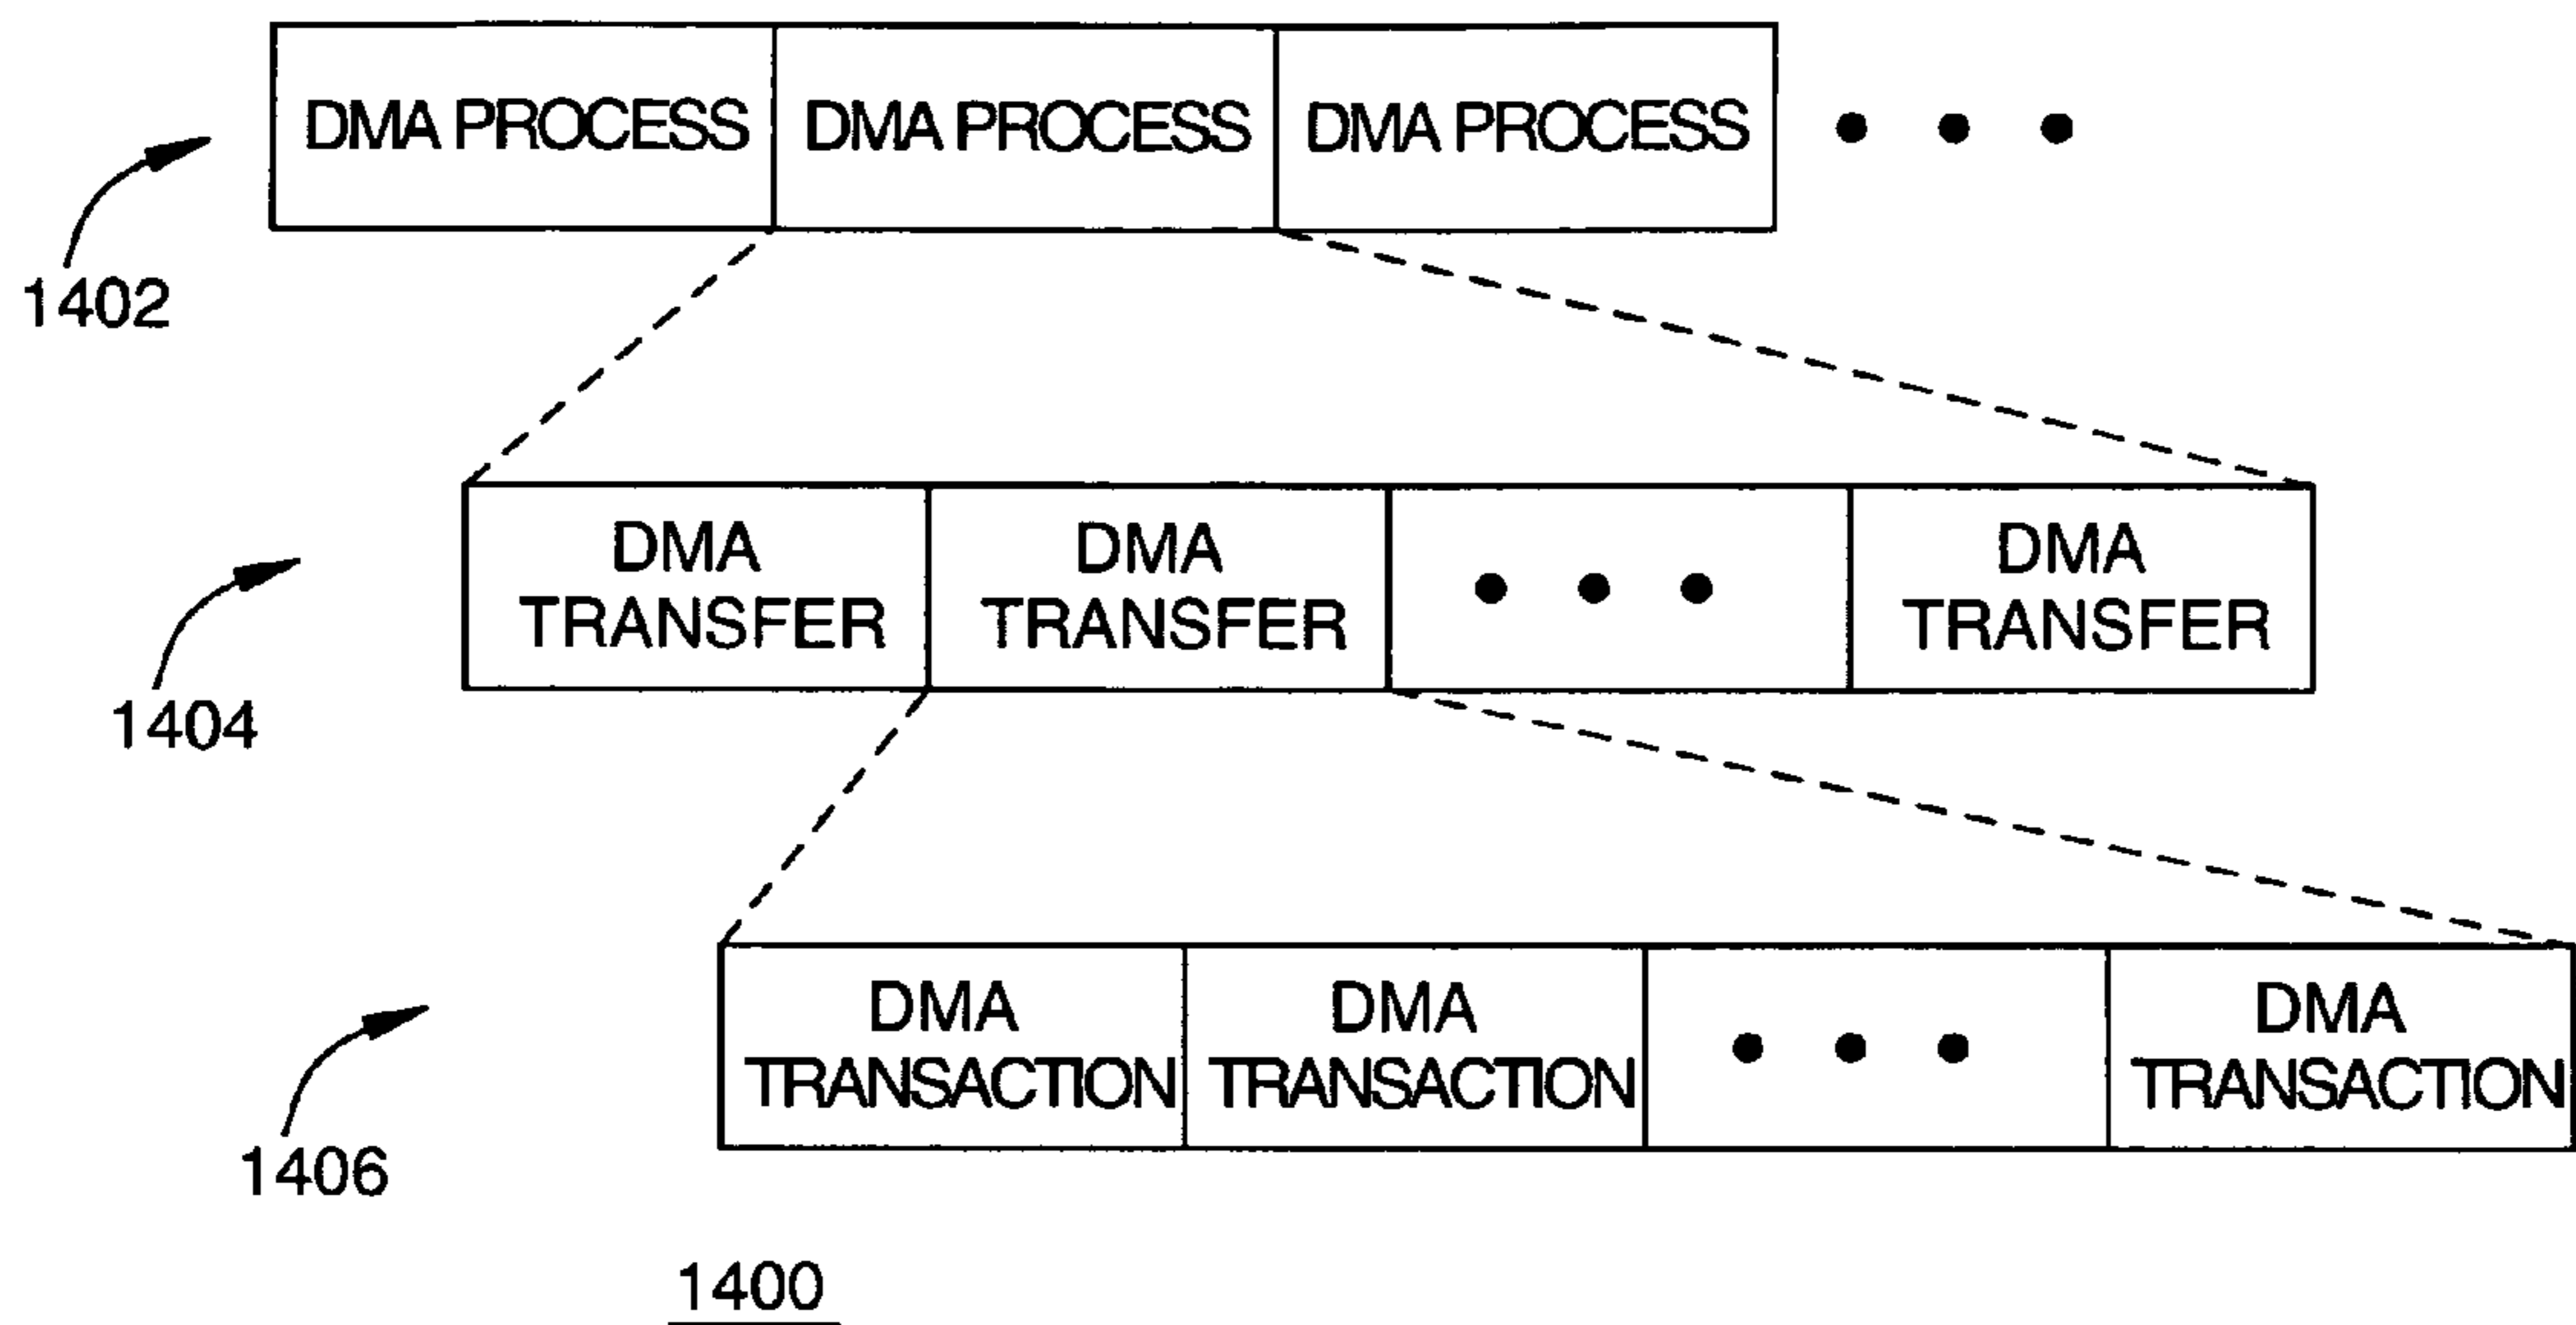 DMA PROCESS DMA PROCESS DMA PROCESS • • •
1402
DMA DMA DMA
TRANSFER TRANSFER • • • TRANSFER
1404
DMA DMA DMA
TRANSACTION TRANSACTION • • • TRANSACTION
1406
1400